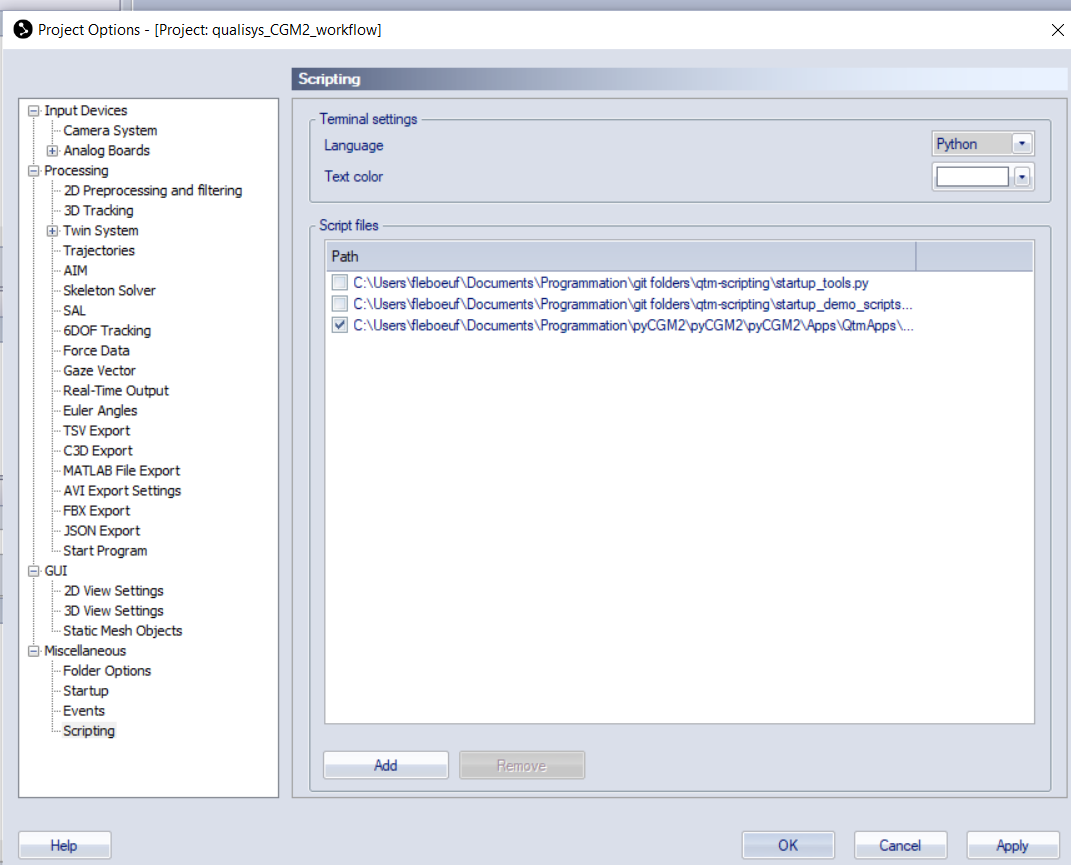 Project Options - [Project: qualisys_CGM2_workflow]
Scripting
Input Devices
Camera System
Analog Boards
Processing
2D Preprocessing and filtering
3D Tracking
Twin System
Trajectories
AIM
Skeleton Solver
SAL
6DOF Tracking
Force Data
Gaze Vector
Real-Time Output
Euler Angles
TSV Export
C3D Export
MATLAB File Export
AVI Export Settings
FBX Export
JSON Export
Start Program
GUI
2D View Settings
3D View Settings
Static Mesh Objects
Miscellaneous
Folder Options
Startup
Events
Scripting
Terminal settings
Language
Python
Text color
Script files
Path
C:\Users\fleboeuf\Documents\Programmation\git folders\qtm-scripting\startup_tools.py
C:\Users\fleboeuf\Documents\Programmation\git folders\qtm-scripting\startup_demo_scripts...
C:\Users\fleboeuf\Documents\Programmation\pyCGM2\pyCGM2\pyCGM2\Apps\QtmApps\...
Add
Remove
Help
OK
Cancel
Apply